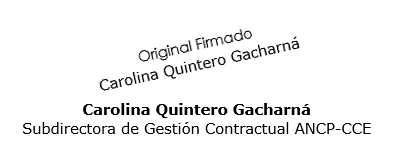 Original Firmado
Carolina Quintero Gacharná
Carolina Quintero Gacharná
Subdirectora de Gestión Contractual ANCP-CCE